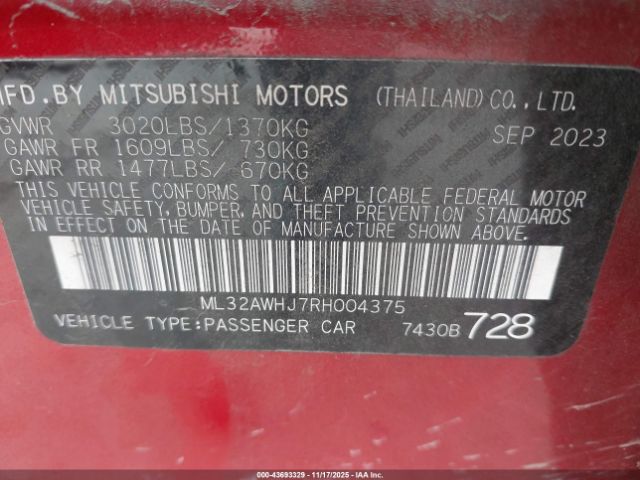 MFD.BY MITSUBISHI MOTORS (THAILAND)CO.,LTD.
GVWR 3020LBS/1370KG SEP 2023
GAWR FR 1609LBS/ 730KG
GAWR RR 1477LBS/ 670KG
THIS VEHICLE CONFORMS TO ALL APPLICABLE FEDERAL MOTOR
VEHICLE SAFETY, BUMPER, AND THEFT PREVENTION STANDARDS
IN EFFECT ON THE DATE OF MANUFACTURE SHOWN ABOVE.
ML32AWHJ7RH004375
VEHICLE TYPE:PASSENGER CAR 7430B 728
000-43693329 - 11/17/2025 - IAAI.COM